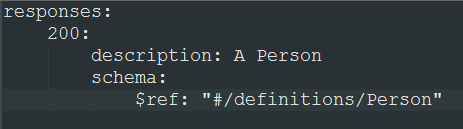 responses:
    200:
        description: A Person
        schema:
            $ref: "#/definitions/Person"